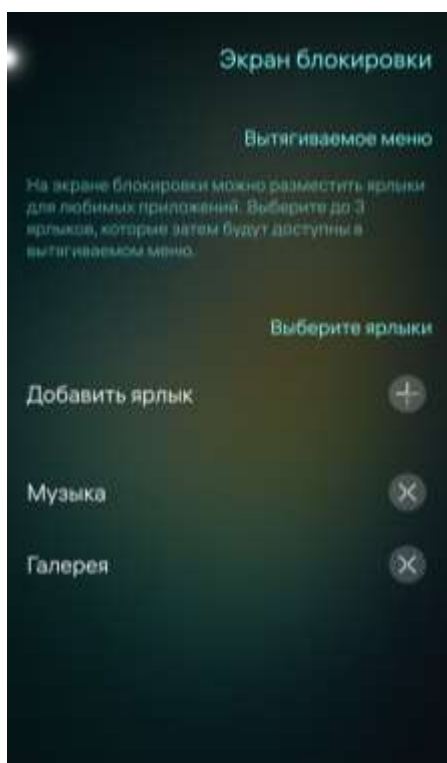 Экран блокировки
Вытягиваемое меню
На экране блокировки можно разместить ярлыки
для любимых приложений. Выберите до 3
ярлыков, которые затем будут доступны в
вытягиваемом меню.
Выберите ярлыки
Добавить ярлык
Музыка
Галерея